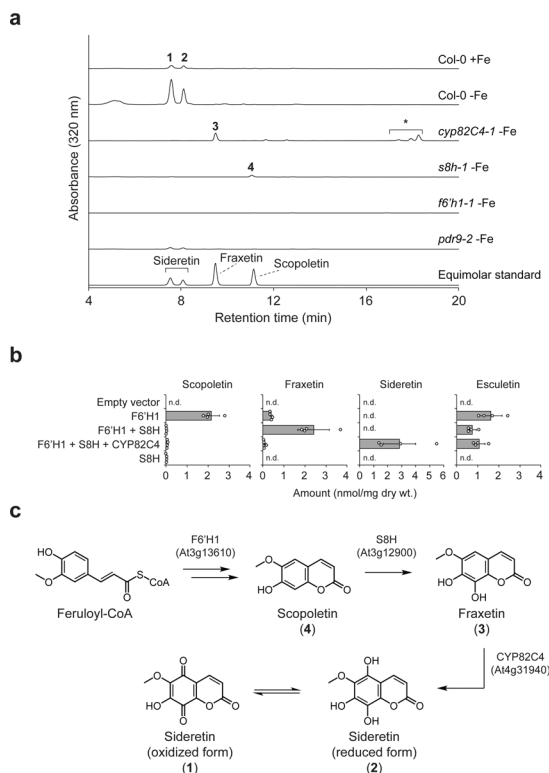 a
Absorbance (320 nm)
1 2
Col-0 +Fe
Col-0 -Fe
3
*
cyp82C4-1 -Fe
4
s8h-1 -Fe
f6'h1-1 -Fe
pdr9-2 -Fe
Sideretin
Fraxetin
Scopoletin
Equimolar standard
4 8 12 16 20
Retention time (min)
b
Scopoletin Fraxetin Sideretin Esculetin
Empty vector n.d. n.d. n.d. n.d.
F6'H1 n.d.
F6'H1 + S8H n.d.
F6'H1 + S8H + CYP82C4
S8H n.d. n.d. n.d.
0 1 2 3 4 0 1 2 3 4 0 1 2 3 4 5 6 0 1 2 3 4
Amount (nmol/mg dry wt.)
c
F6'H1
(At3g13610)
S8H
(At3g12900)
HO
O
O
S
CoA
Feruloyl-CoA
O
HO
O
O
Scopoletin
(4)
O
HO
OH
O
O
Fraxetin
(3)
CYP82C4
(At4g31940)
O
O
HO
O
O
O
Sideretin
(oxidized form)
(1)
OH
O
HO
OH
O
O
Sideretin
(reduced form)
(2)